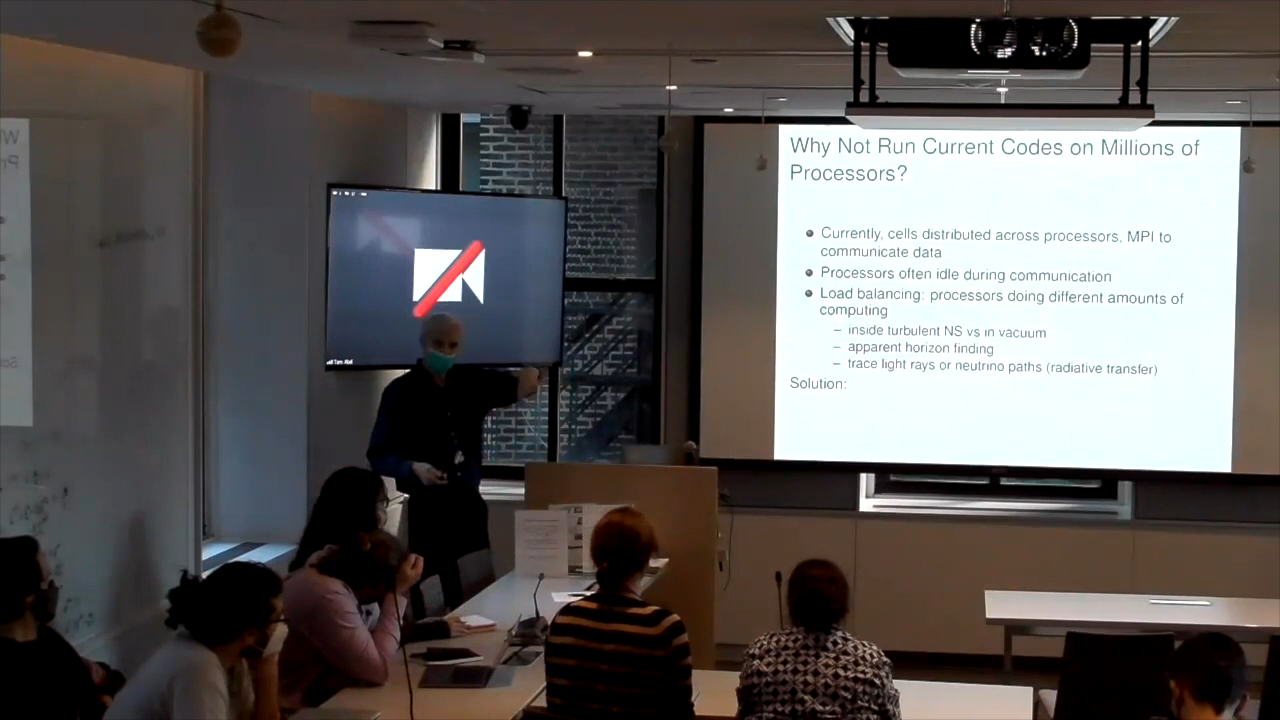 Why Not Run Current Codes on Millions of
Processors?
Currently, cells distributed across processors, MPI to
communicate data
Processors often idle during communication
Load balancing: processors doing different amounts of
computing
– inside turbulent NS vs in vacuum
– apparent horizon finding
– trace light rays or neutrino paths (radiative transfer)
Solution: